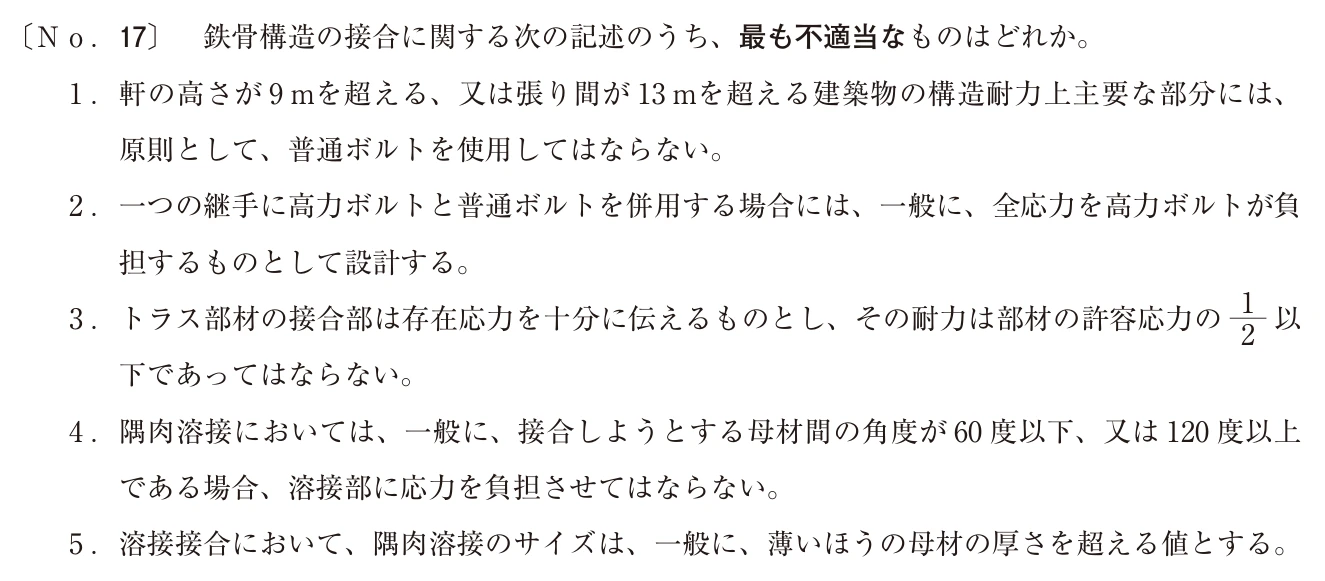 〔Ｎｏ．17〕　鉄骨構造の接合に関する次の記述のうち、最も不適当なものはどれか。
１．軒の高さが９ｍを超える、又は張り間が13ｍを超える建築物の構造耐力上主要な部分には、
原則として、普通ボルトを使用してはならない。
２．一つの継手に高力ボルトと普通ボルトを併用する場合には、一般に、全応力を高力ボルトが負
担するものとして設計する。
３．トラス部材の接合部は存在応力を十分に伝えるものとし、その耐力は部材の許容応力の1/2以
下であってはならない。
４．隅肉溶接においては、一般に、接合しようとする母材間の角度が60度以下、又は120度以上
である場合、溶接部に応力を負担させてはならない。
５．溶接接合において、隅肉溶接のサイズは、一般に、薄いほうの母材の厚さを超える値とする。